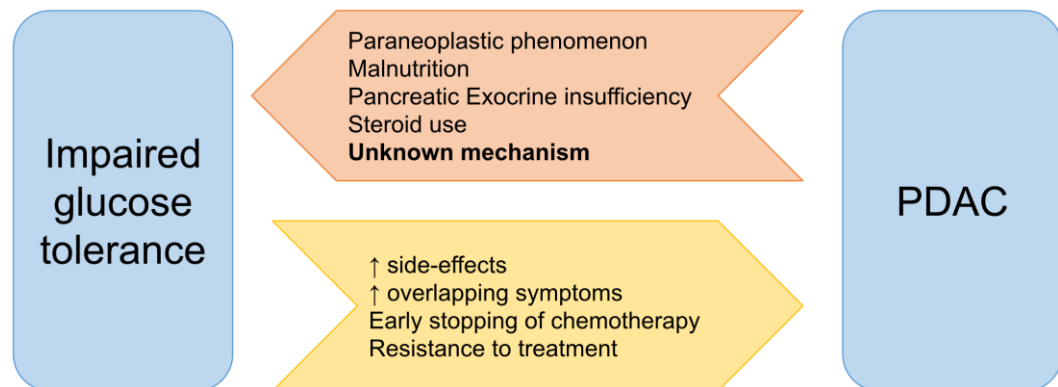 Impaired
glucose
tolerance
Paraneoplastic phenomenon
Malnutrition
Pancreatic Exocrine insufficiency
Steroid use
Unknown mechanism
↑ side-effects
↑ overlapping symptoms
Early stopping of chemotherapy
Resistance to treatment
PDAC